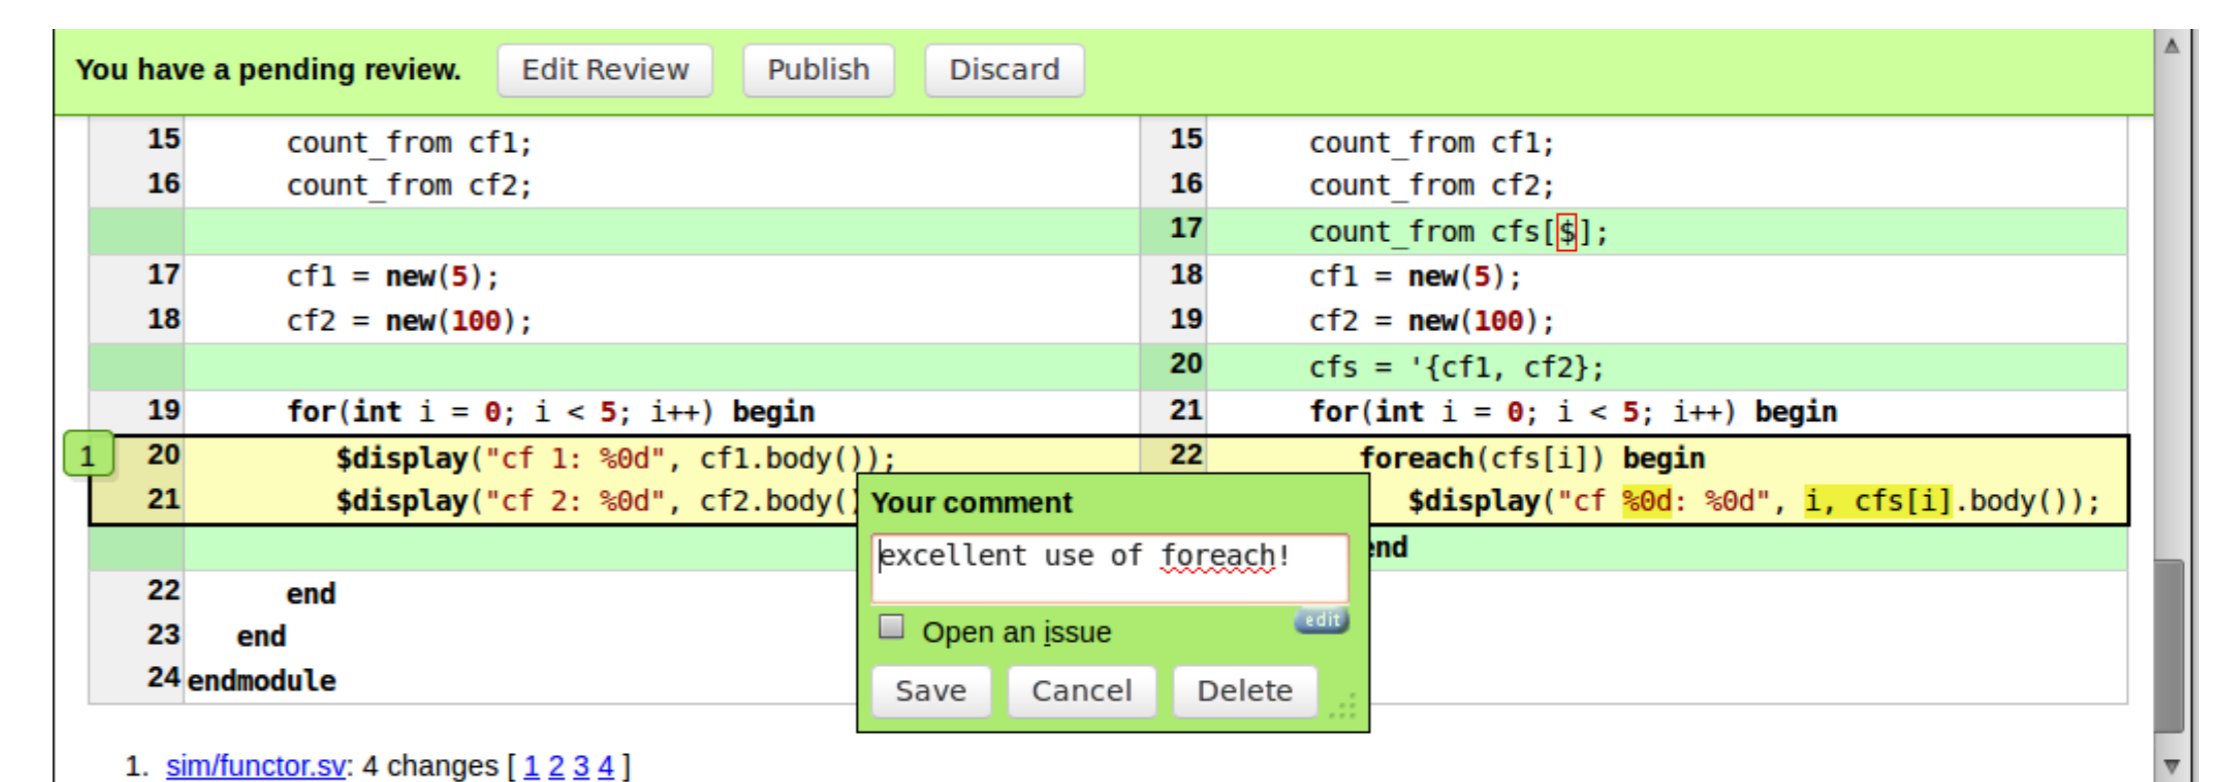 You have a pending review. Edit Review Publish Discard
15 count_from cf1; 15 count_from cf1;
16 count_from cf2; 16 count_from cf2;
17 count_from cfs[$];
17 cf1 = new(5); 18 cf1 = new(5);
18 cf2 = new(100); 19 cf2 = new(100);
20 cfs = '{cf1, cf2};
19 for(int i = 0; i < 5; i++) begin 21 for(int i = 0; i < 5; i++) begin
1 20 $display("cf 1: %0d", cf1.body()); 22 foreach(cfs[i]) begin
21 $display("cf 2: %0d", cf2.body() $display("cf %0d: %0d", i, cfs[i].body());
Your comment
end
excellent use of foreach!
22 end
edit
23 end Open an issue
24 endmodule Save Cancel Delete
1. sim/functor.sv: 4 changes [ 1 2 3 4 ]